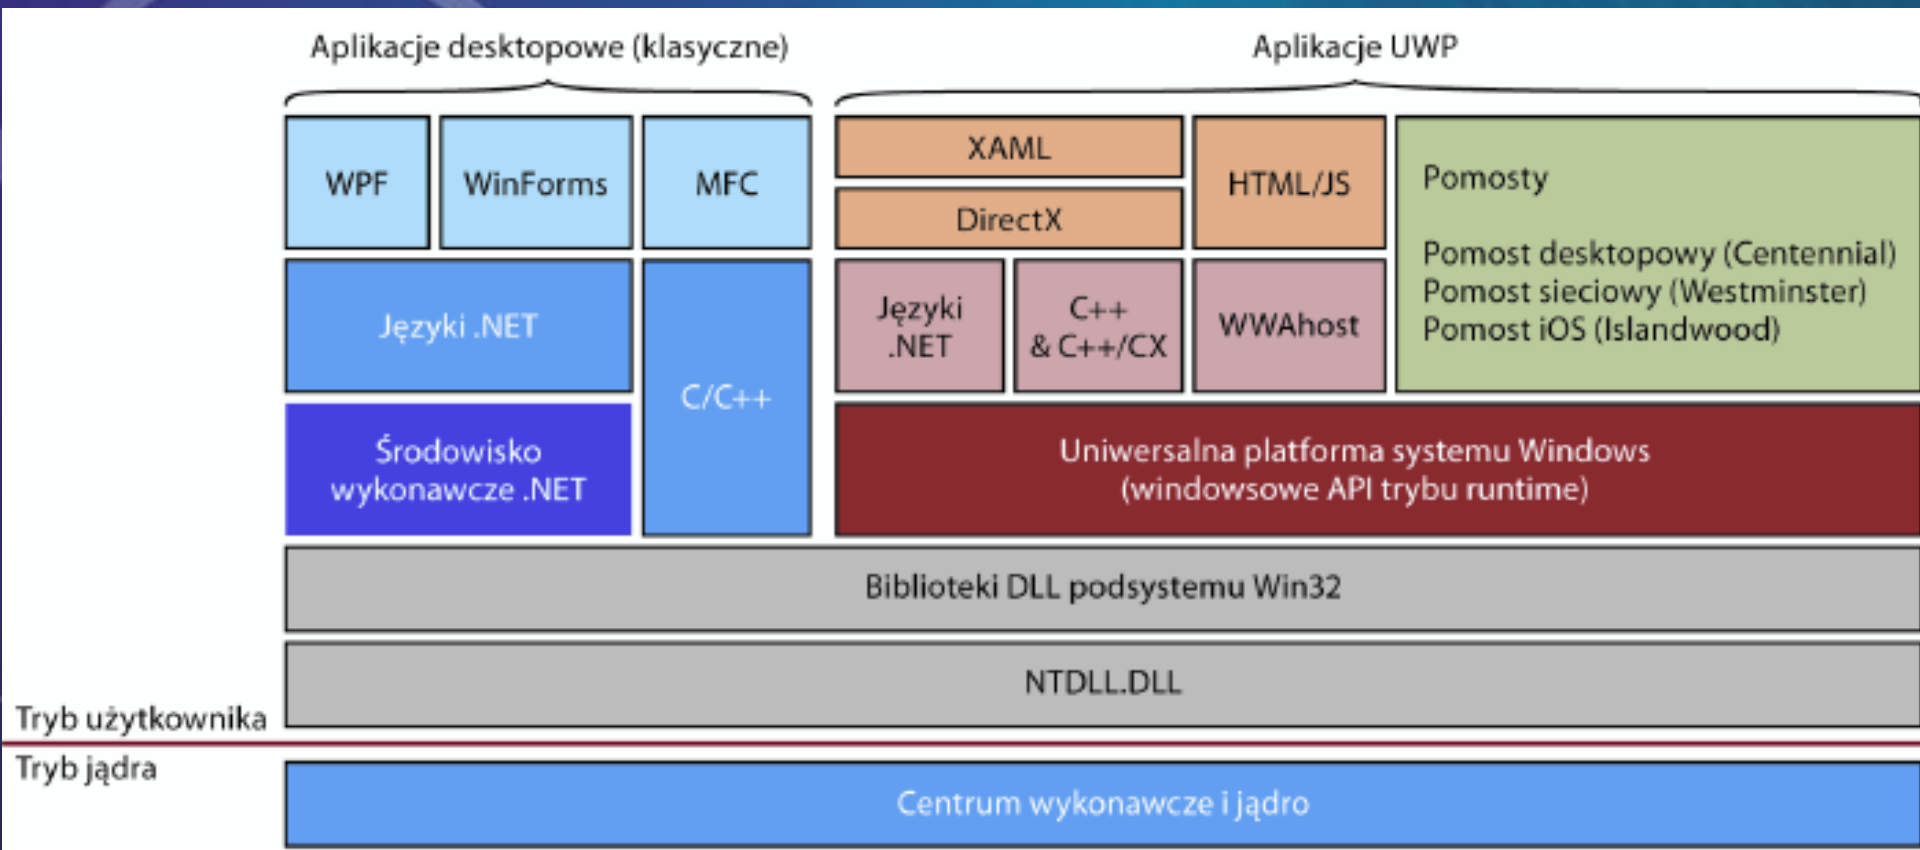 Aplikacje desktopowe (klasyczne)
Aplikacje UWP
WPF
WinForms
MFC
XAML
DirectX
HTML/JS
Pomosty
Pomost desktopowy (Centennial)
Pomost sieciowy (Westminster)
Pomost iOS (Islandwood)
Języki .NET
C/C++
Języki
.NET
C++
& C++/CX
WWAhost
Środowisko
wykonawcze .NET
Uniwersalna platforma systemu Windows
(windowsowe API trybu runtime)
Biblioteki DLL podsystemu Win32
NTDLL.DLL
Tryb użytkownika
Tryb jądra
Centrum wykonawcze i jądro